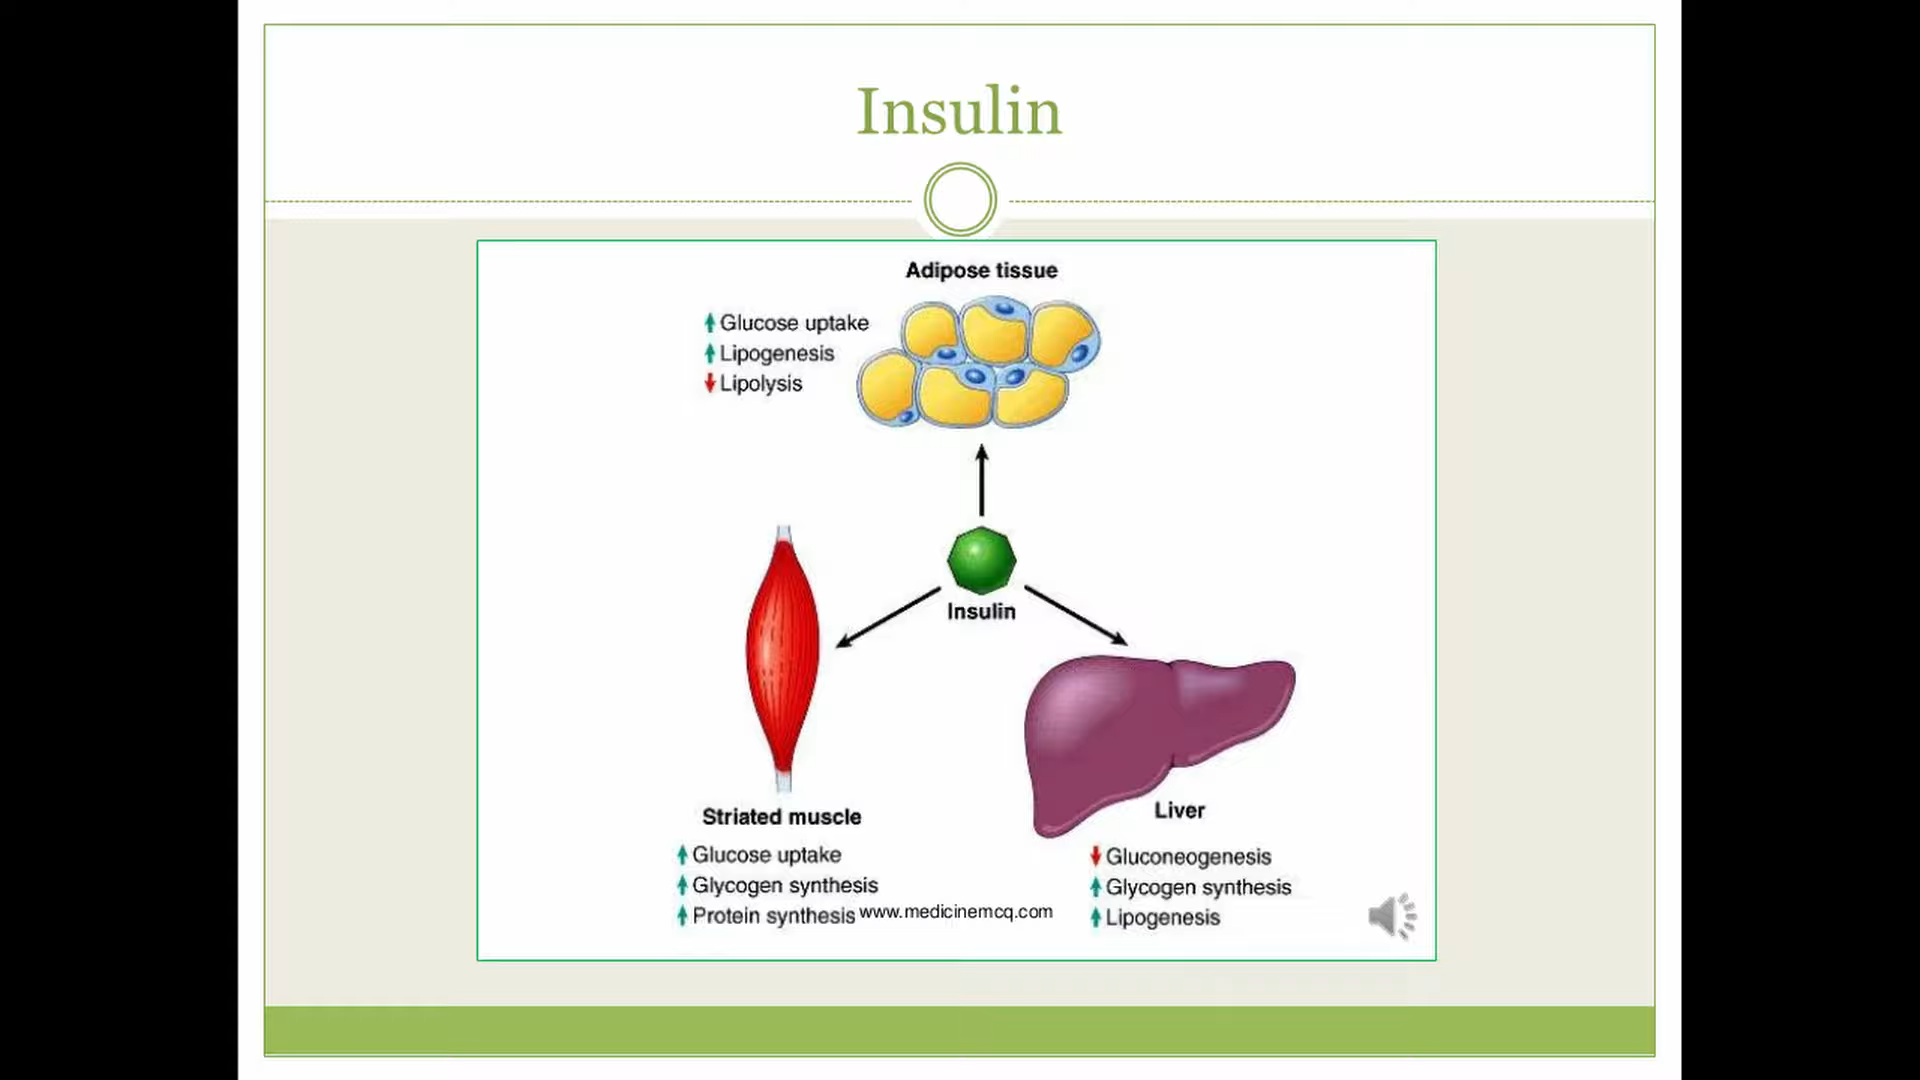 Insulin
Adipose tissue
Glucose uptake
Lipogenesis
Lipolysis
Insulin
Striated muscle
Glucose uptake
Glycogen synthesis
Protein synthesis
www.medicinemcq.com
Liver
Gluconeogenesis
Glycogen synthesis
Lipogenesis